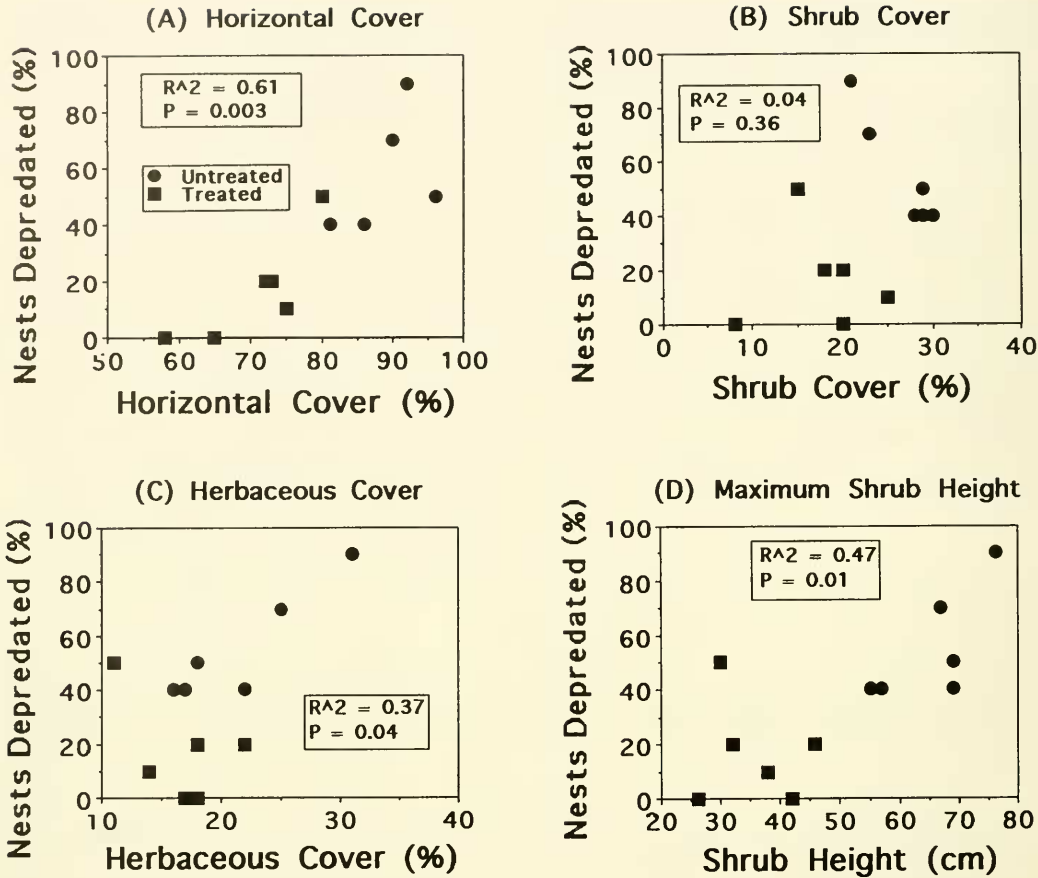 (A) Horizontal Cover
Nests Depredated (%)
100
80
60
40
20
0
R^2 = 0.61
P = 0.003
Untreated
Treated
50 60 70 80 90 100
Horizontal Cover (%)
(B) Shrub Cover
Nests Depredated (%)
100
80
60
40
20
0
R^2 = 0.04
P = 0.36
0 10 20 30 40
Shrub Cover (%)
(C) Herbaceous Cover
Nests Depredated (%)
100
80
60
40
20
0
R^2 = 0.37
P = 0.04
10 20 30 40
Herbaceous Cover (%)
(D) Maximum Shrub Height
Nests Depredated (%)
100
80
60
40
20
0
R^2 = 0.47
P = 0.01
20 30 40 50 60 70 80
Shrub Height (cm)